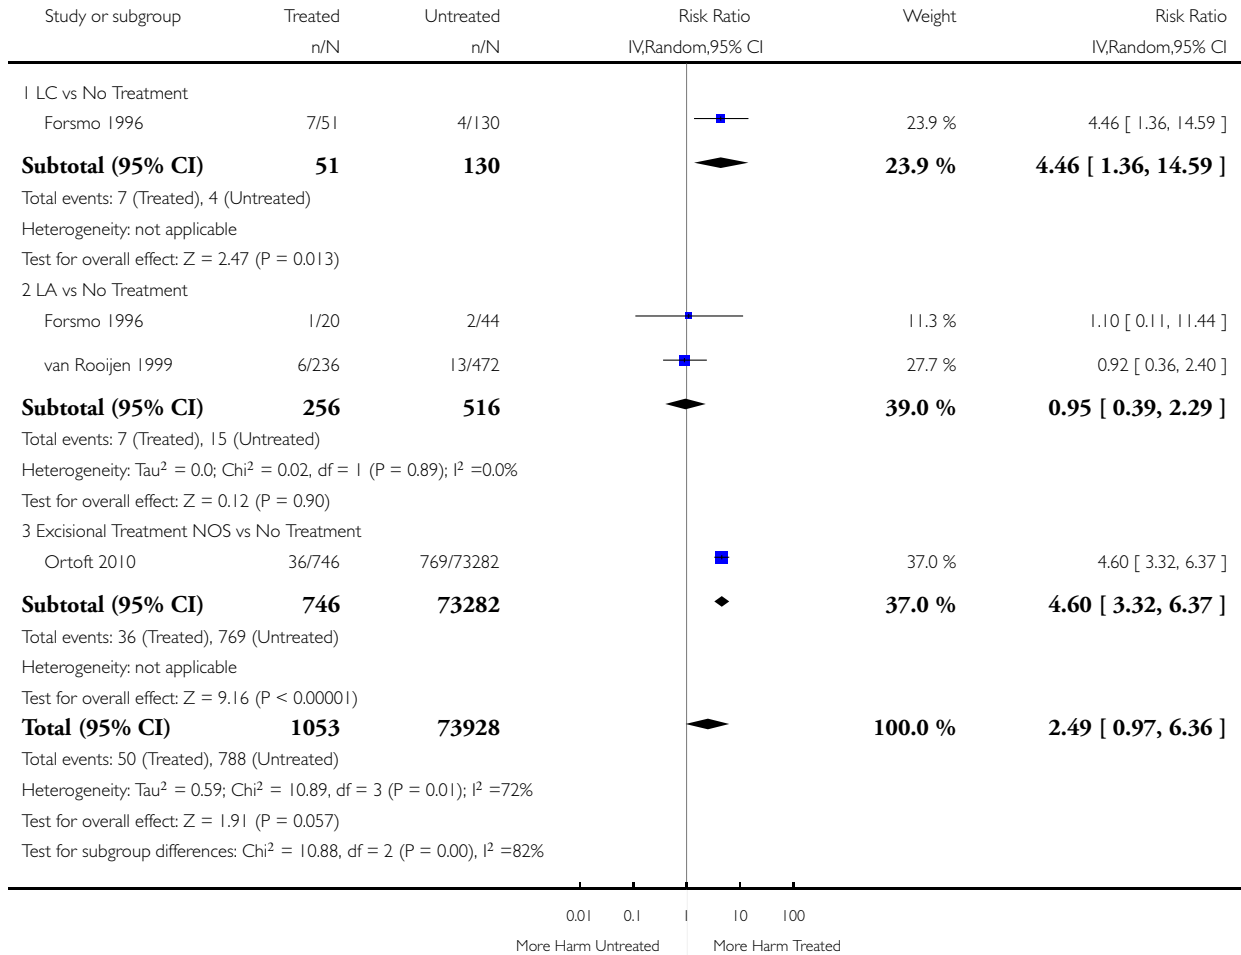 Study or subgroup Treated Untreated Risk Ratio Weight Risk Ratio
n/N n/N IV,Random,95% CI IV,Random,95% CI
1 LC vs No Treatment
Forsmo 1996 7/51 4/130 23.9 % 4.46 [ 1.36, 14.59 ]
Subtotal (95% CI) 51 130 23.9 % 4.46 [ 1.36, 14.59 ]
Total events: 7 (Treated), 4 (Untreated)
Heterogeneity: not applicable
Test for overall effect: Z = 2.47 (P = 0.013)
2 LA vs No Treatment
Forsmo 1996 1/20 2/44 11.3 % 1.10 [ 0.11, 11.44 ]
van Rooijen 1999 6/236 13/472 27.7 % 0.92 [ 0.36, 2.40 ]
Subtotal (95% CI) 256 516 39.0 % 0.95 [ 0.39, 2.29 ]
Total events: 7 (Treated), 15 (Untreated)
Heterogeneity: Tau² = 0.0; Chi² = 0.02, df = 1 (P = 0.89); I² =0.0%
Test for overall effect: Z = 0.12 (P = 0.90)
3 Excisional Treatment NOS vs No Treatment
Ortoft 2010 36/746 769/73282 37.0 % 4.60 [ 3.32, 6.37 ]
Subtotal (95% CI) 746 73282 37.0 % 4.60 [ 3.32, 6.37 ]
Total events: 36 (Treated), 769 (Untreated)
Heterogeneity: not applicable
Test for overall effect: Z = 9.16 (P < 0.00001)
Total (95% CI) 1053 73928 100.0 % 2.49 [ 0.97, 6.36 ]
Total events: 50 (Treated), 788 (Untreated)
Heterogeneity: Tau² = 0.59; Chi² = 10.89, df = 3 (P = 0.01); I² =72%
Test for overall effect: Z = 1.91 (P = 0.057)
Test for subgroup differences: Chi² = 10.88, df = 2 (P = 0.00), I² =82%
0.01 0.1 1 10 100
More Harm Untreated More Harm Treated